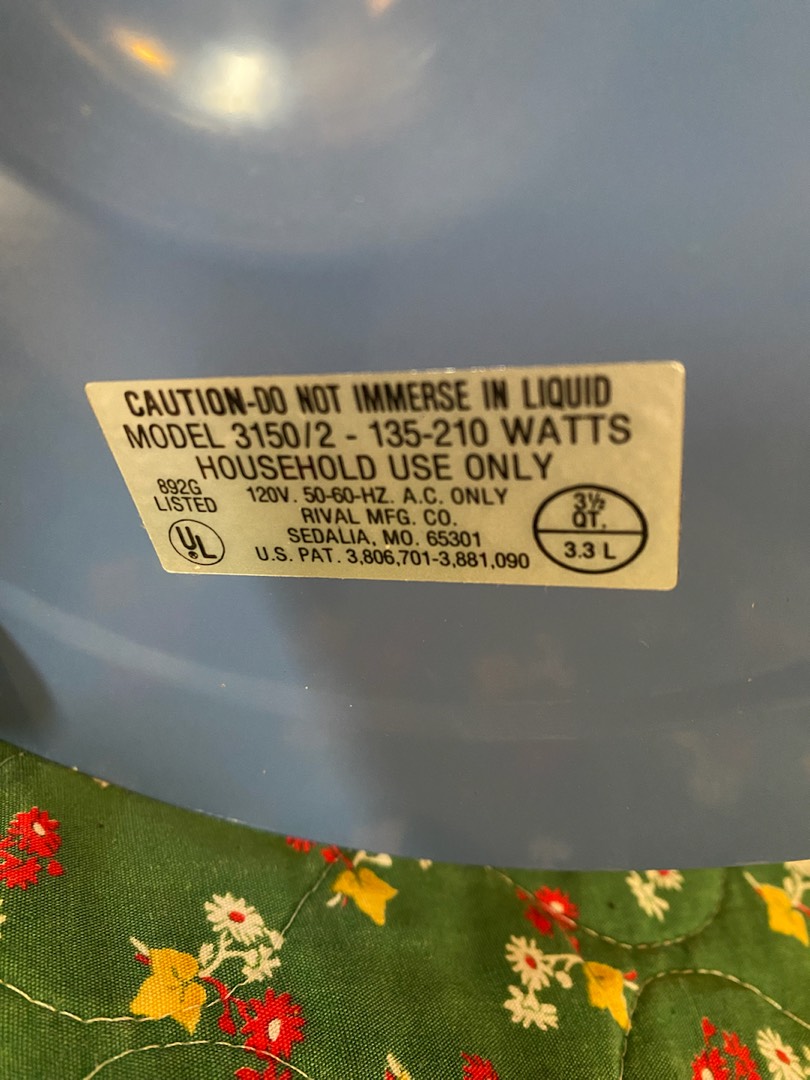 CAUTION-DO NOT IMMERSE IN LIQUID
MODEL 3150/2 - 135-210 WATTS
HOUSEHOLD USE ONLY
892G
LISTED
UL
®
120V. 50-60-HZ. A.C. ONLY
RIVAL MFG. CO.
SEDALIA, MO. 65301
U.S. PAT. 3,806,701-3,881,090
3½
QT.
3.3 L